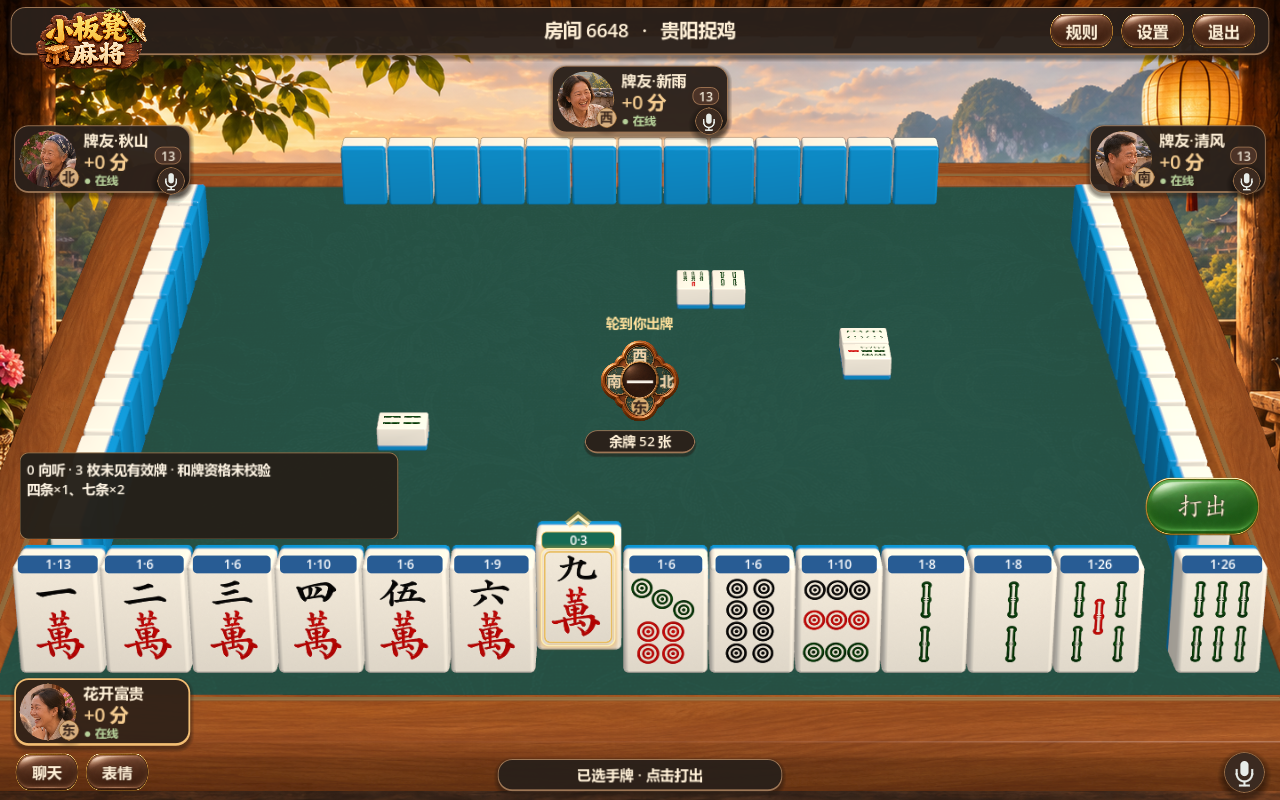 小板凳
麻将
房间 6648 · 贵阳捉鸡
规则
设置
退出
牌友·新雨
+0 分
在线
西
13
牌友·秋山
+0 分
在线
北
13
牌友·清风
+0 分
在线
南
13
轮到你出牌
西
南
一
北
东
余牌 52 张
0 向听 · 3 枚未见有效牌 · 和牌资格未校验
四条×1、七条×2
打出
1·13
1·6
1·6
1·10
1·6
1·9
0·3
1·6
1·6
1·10
1·8
1·8
1·26
1·26
一萬
二萬
三萬
四萬
伍萬
六萬
九萬
花开富贵
+0 分
在线
东
聊天
表情
已选手牌 · 点击打出